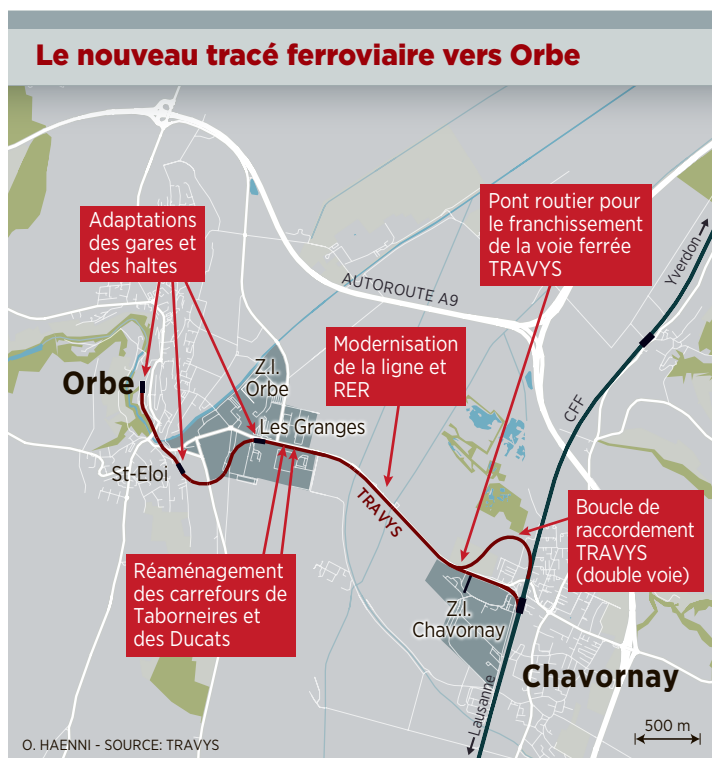 Le nouveau tracé ferroviaire vers Orbe
Adaptations
des gares et
des haltes
Pont routier pour
le franchissement
de la voie ferrée
TRAVYS
Yverdon
AUTOROUTE A9
Modernisation
de la ligne et
RER
Z.I.
Orbe
Orbe
CFF
Les Granges
St-Eloi
TRAVYS
Boucle de
raccordement
TRAVYS
(double voie)
Réaménagement
des carrefours de
Taborneires et
des Ducats
Z.I.
Chavornay
Chavornay
Lausanne
500 m
O. HAENNI - SOURCE: TRAVYS